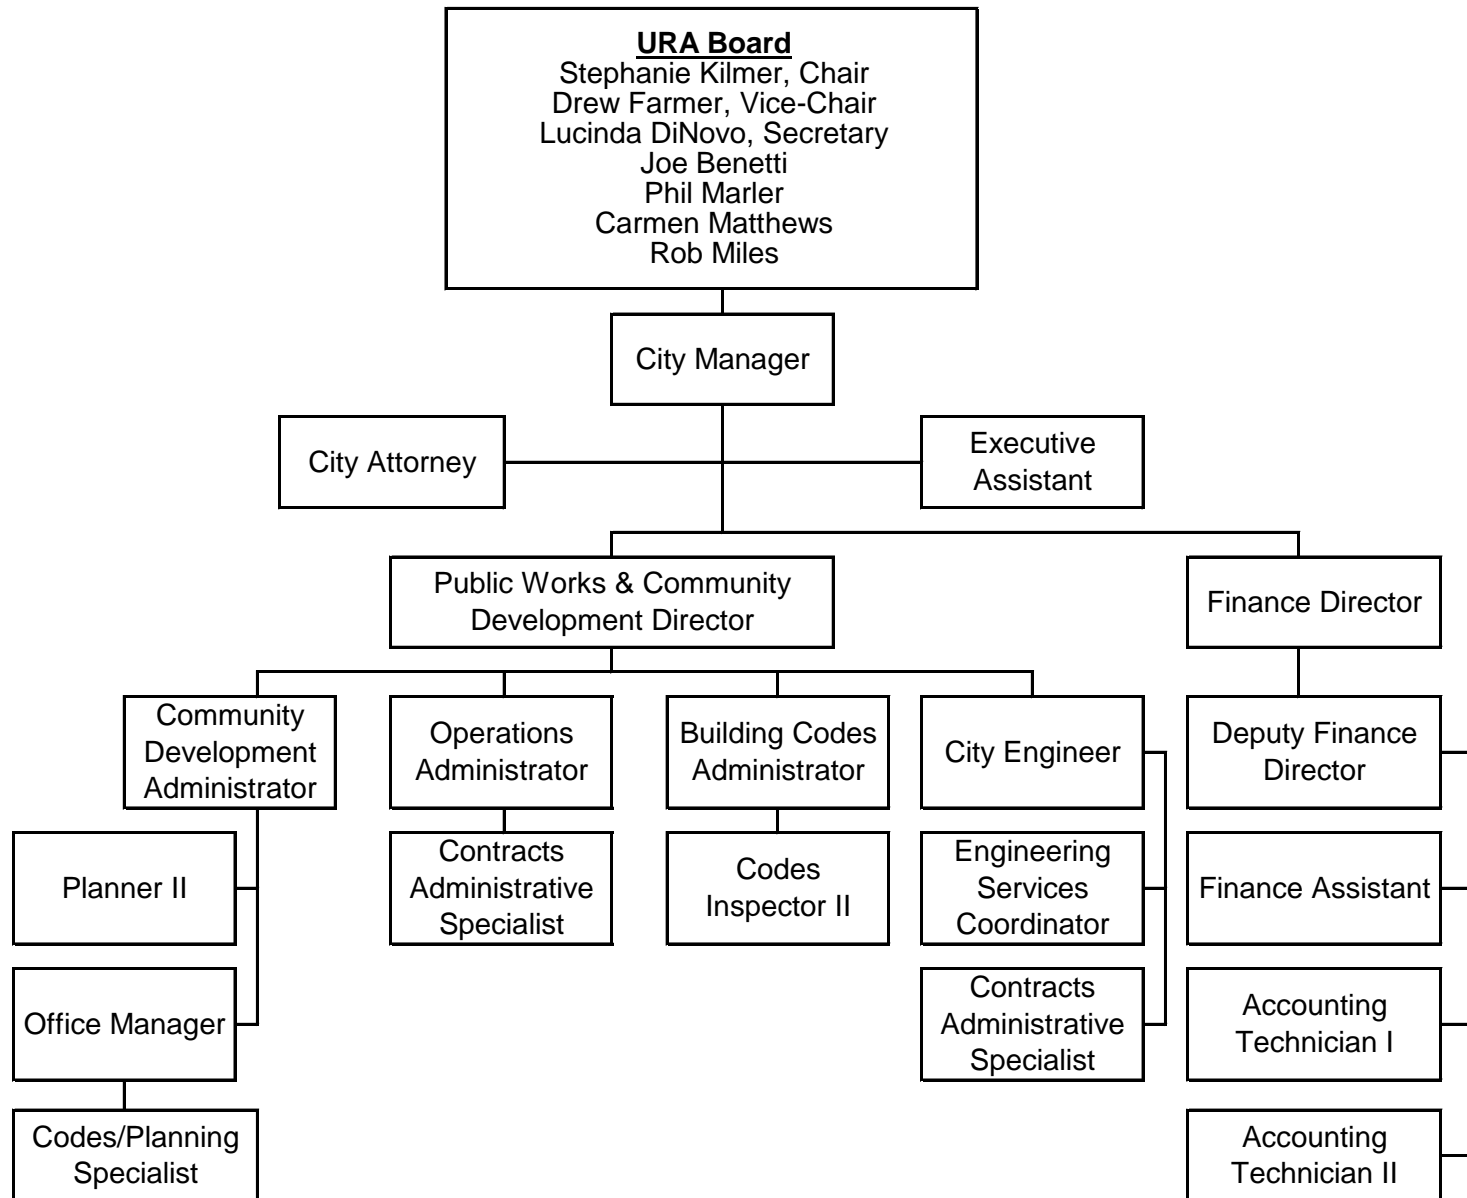 URA Board
Stephanie Kilmer, Chair
Drew Farmer, Vice-Chair
Lucinda DiNovo, Secretary
Joe Benetti
Phil Marler
Carmen Matthews
Rob Miles
City Manager
City Attorney
Executive
Assistant
Public Works & Community
Development Director
Finance Director
Community
Development
Administrator
Operations
Administrator
Building Codes
Administrator
City Engineer
Deputy Finance
Director
Planner II
Contracts
Administrative
Specialist
Codes
Inspector II
Engineering
Services
Coordinator
Finance Assistant
Office Manager
Contracts
Administrative
Specialist
Accounting
Technician I
Codes/Planning
Specialist
Accounting
Technician II